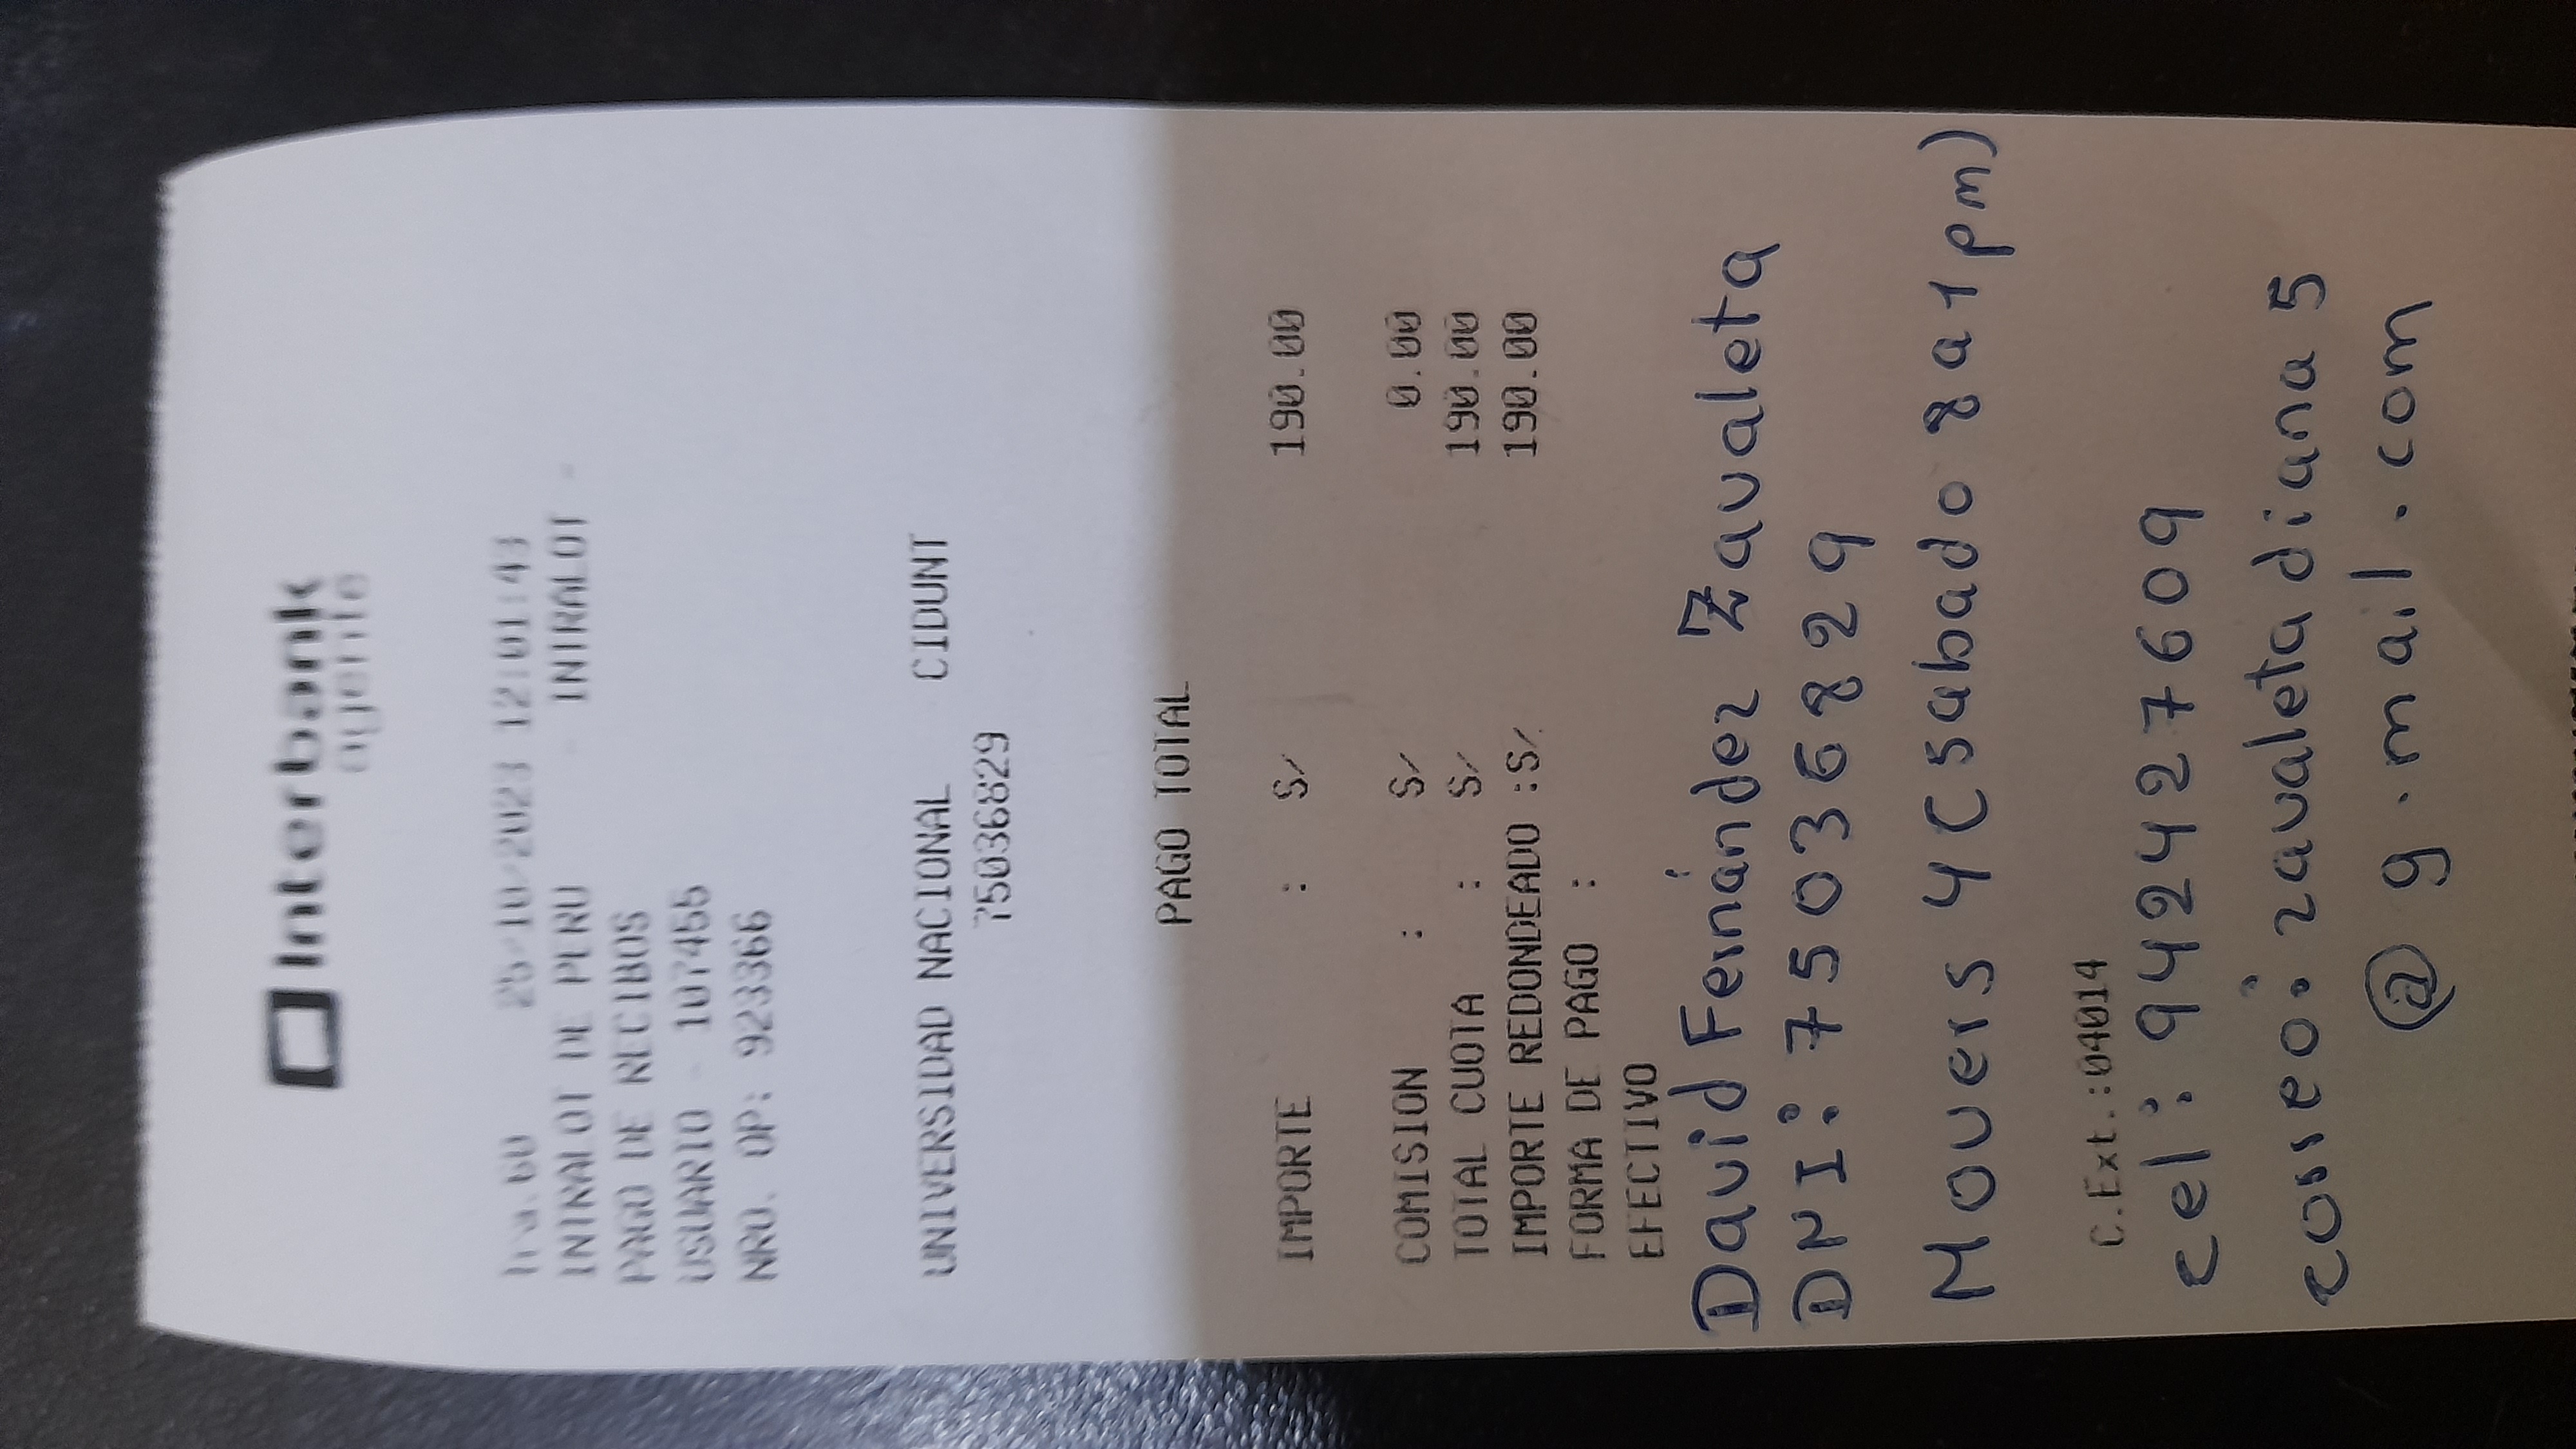 Interbank
agente
Tra.60 25/10/2023 12:01:43
INTRALOT DE PERU - INTRALOT -
PAGO DE RECIBOS
USUARIO - 107455
NRO. OP: 923366
UNIVERSIDAD NACIONAL CIDUNT
75036829
PAGO TOTAL
IMPORTE : S/ 190.00
COMISION : S/ 0.00
TOTAL CUOTA : S/ 190.00
IMPORTE REDONDEADO :S/. 190.00
FORMA DE PAGO :
EFECTIVO
David Fernández Zavaleta
DNI: 75036829
Movers 4 (sabado 8 a 1 pm)
C.Ext.:04014
cel: 942427609
correo: zavaletadiana5
@g.mail.com